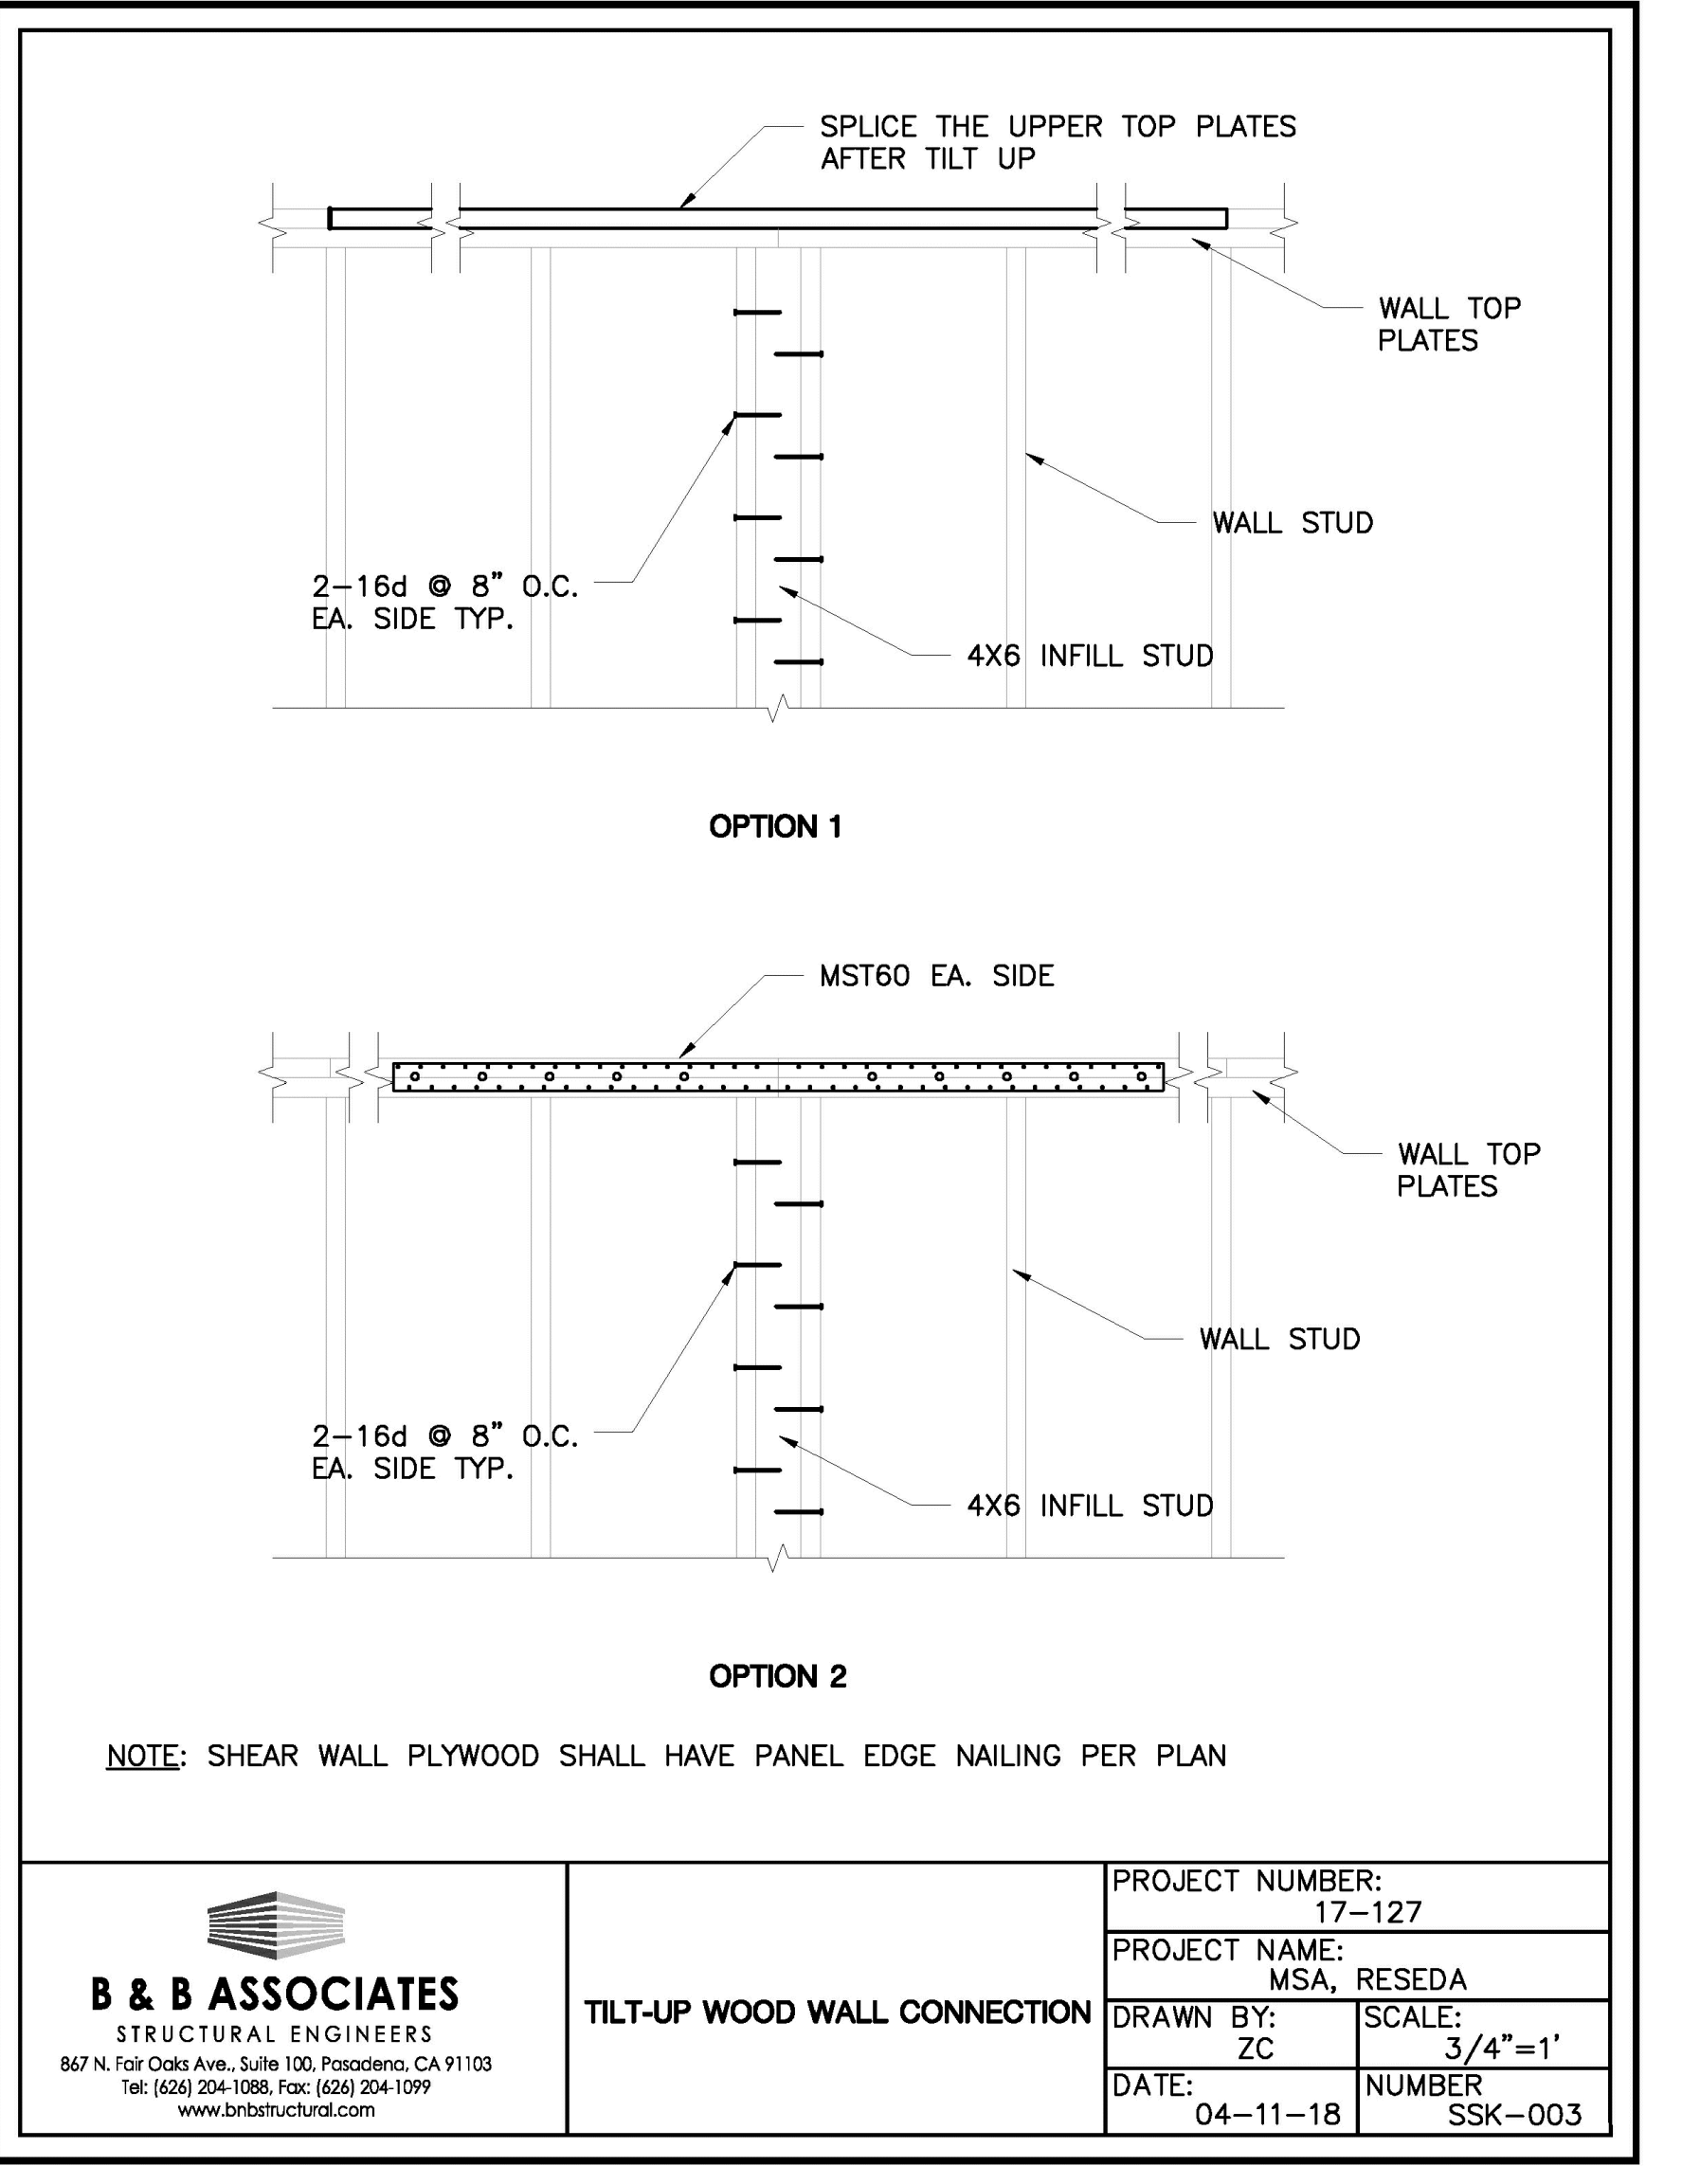 SPLICE THE UPPER TOP PLATES
AFTER TILT UP
WALL TOP
PLATES
WALL STUD
2-16d @ 8" O.C.
EA. SIDE TYP.
4X6 INFILL STUD
OPTION 1
MST60 EA. SIDE
WALL TOP
PLATES
WALL STUD
2-16d @ 8" O.C.
EA. SIDE TYP.
4X6 INFILL STUD
OPTION 2
NOTE: SHEAR WALL PLYWOOD SHALL HAVE PANEL EDGE NAILING PER PLAN
B & B ASSOCIATES
STRUCTURAL ENGINEERS
867 N. Fair Oaks Ave., Suite 100, Pasadena, CA 91103
Tel: (626) 204-1088, Fax: (626) 204-1099
www.bnbstructural.com
TILT-UP WOOD WALL CONNECTION
PROJECT NUMBER:
17-127
PROJECT NAME:
MSA, RESEDA
DRAWN BY:
ZC
SCALE:
3/4"=1'
DATE:
04-11-18
NUMBER
SSK-003